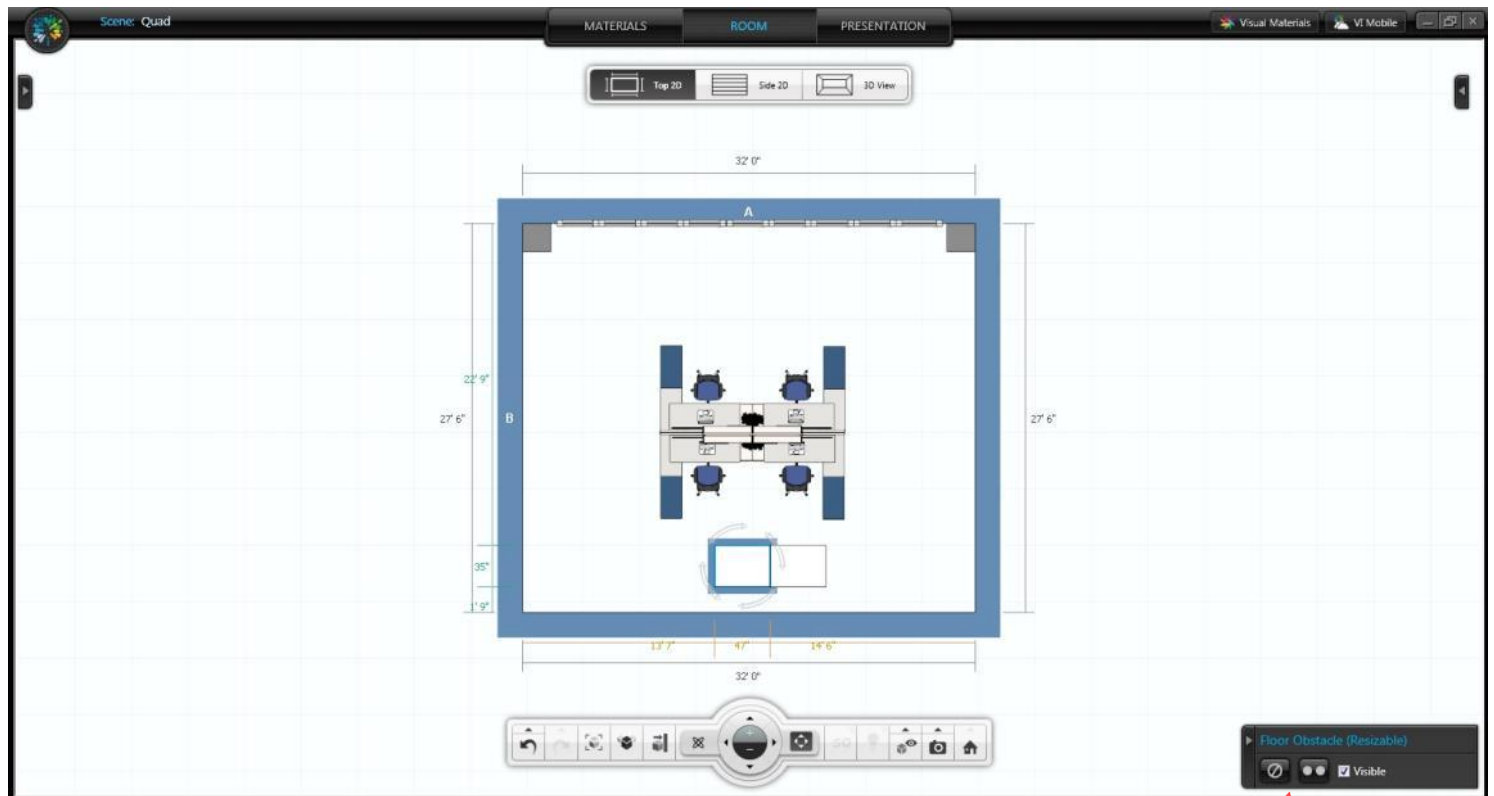 Scene: Quad
MATERIALS
ROOM
PRESENTATION
Visual Materials
VI Mobile
Top 2D
Side 2D
3D View
32' 0"
A
22' 9"
27' 6"
B
27' 6"
35"
1' 9"
13' 7"
47"
14' 6"
32' 0"
Floor Obstacle (Resizable)
Visible